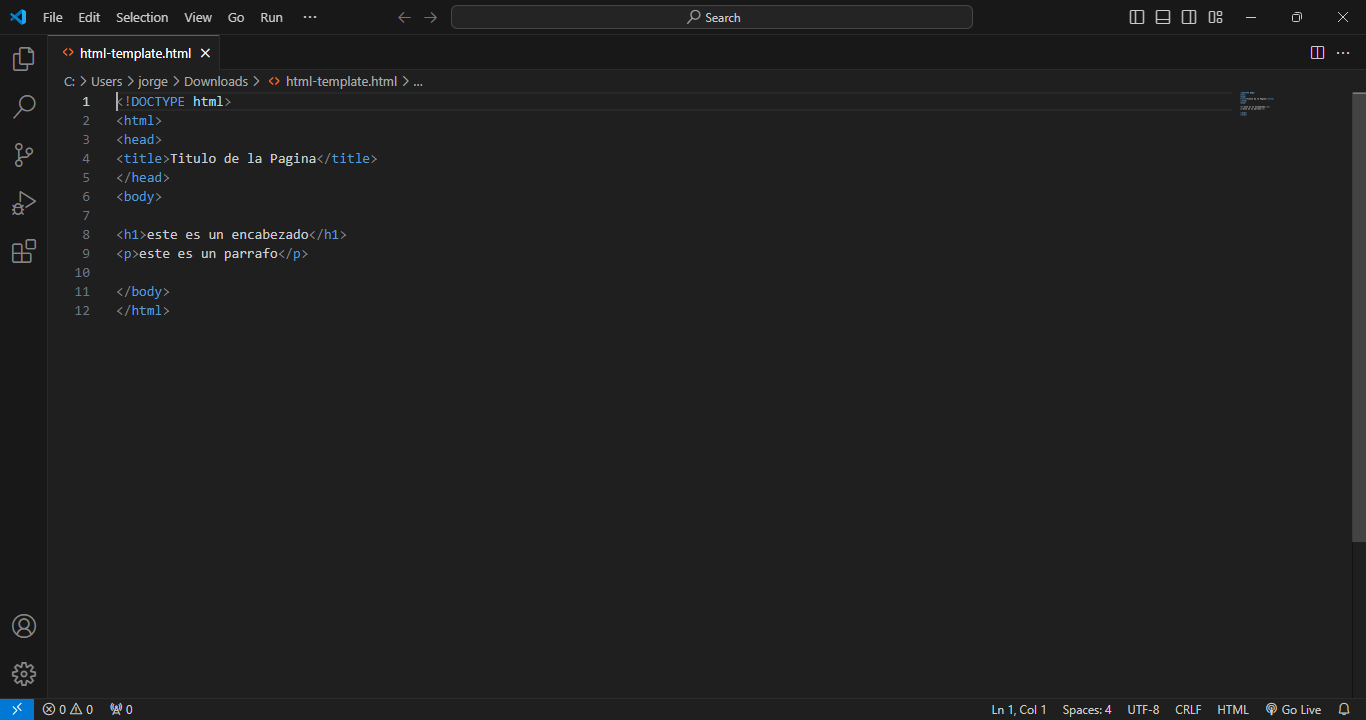 File Edit Selection View Go Run ··· Search
html-template.html
C: > Users > jorge > Downloads > html-template.html > ...
1 <!DOCTYPE html>
2 <html>
3 <head>
4 <title>Titulo de la Pagina</title>
5 </head>
6 <body>
7
8 <h1>este es un encabezado</h1>
9 <p>este es un parrafo</p>
10
11 </body>
12 </html>
0 0 0 Ln 1, Col 1 Spaces: 4 UTF-8 CRLF HTML Go Live